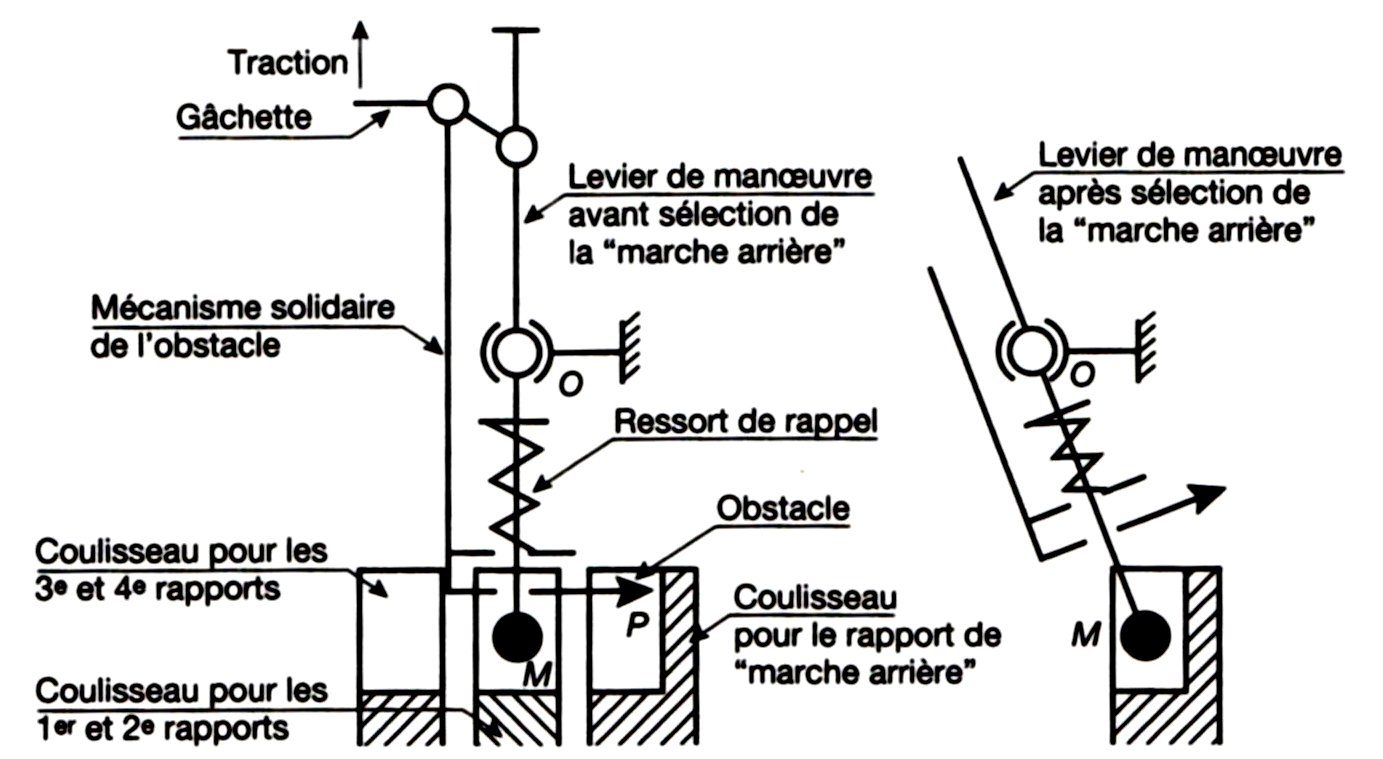 Traction
Gâchette
Levier de manœuvre
avant sélection de
la “marche arrière”
Levier de manœuvre
après sélection de
la “marche arrière”
Mécanisme solidaire
de l’obstacle
O
O
Ressort de rappel
Obstacle
Coulisseau pour les
3e et 4e rapports
P
Coulisseau
pour le rapport de
“marche arrière”
M
M
Coulisseau pour les
1er et 2e rapports